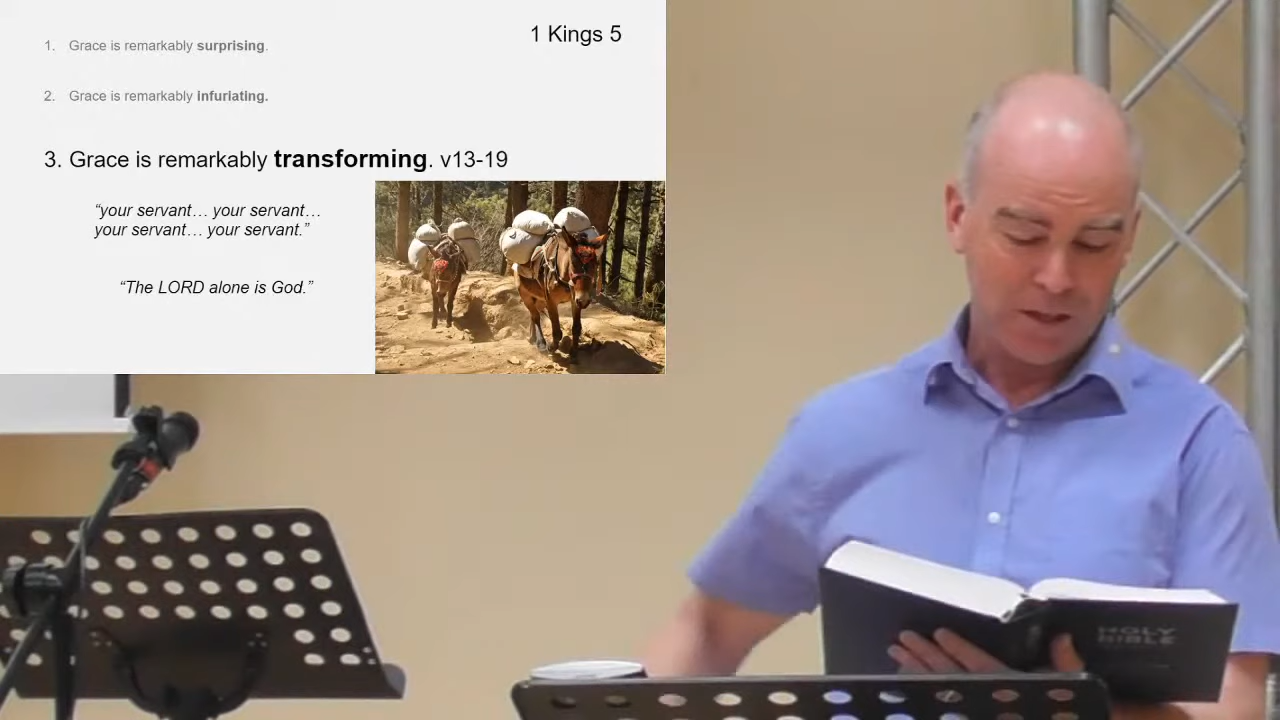 1 Kings 5
1. Grace is remarkably surprising.
2. Grace is remarkably infuriating.
3. Grace is remarkably transforming. v13-19
“your servant… your servant…
your servant… your servant.”
“The LORD alone is God.”
HOLY
BIBLE